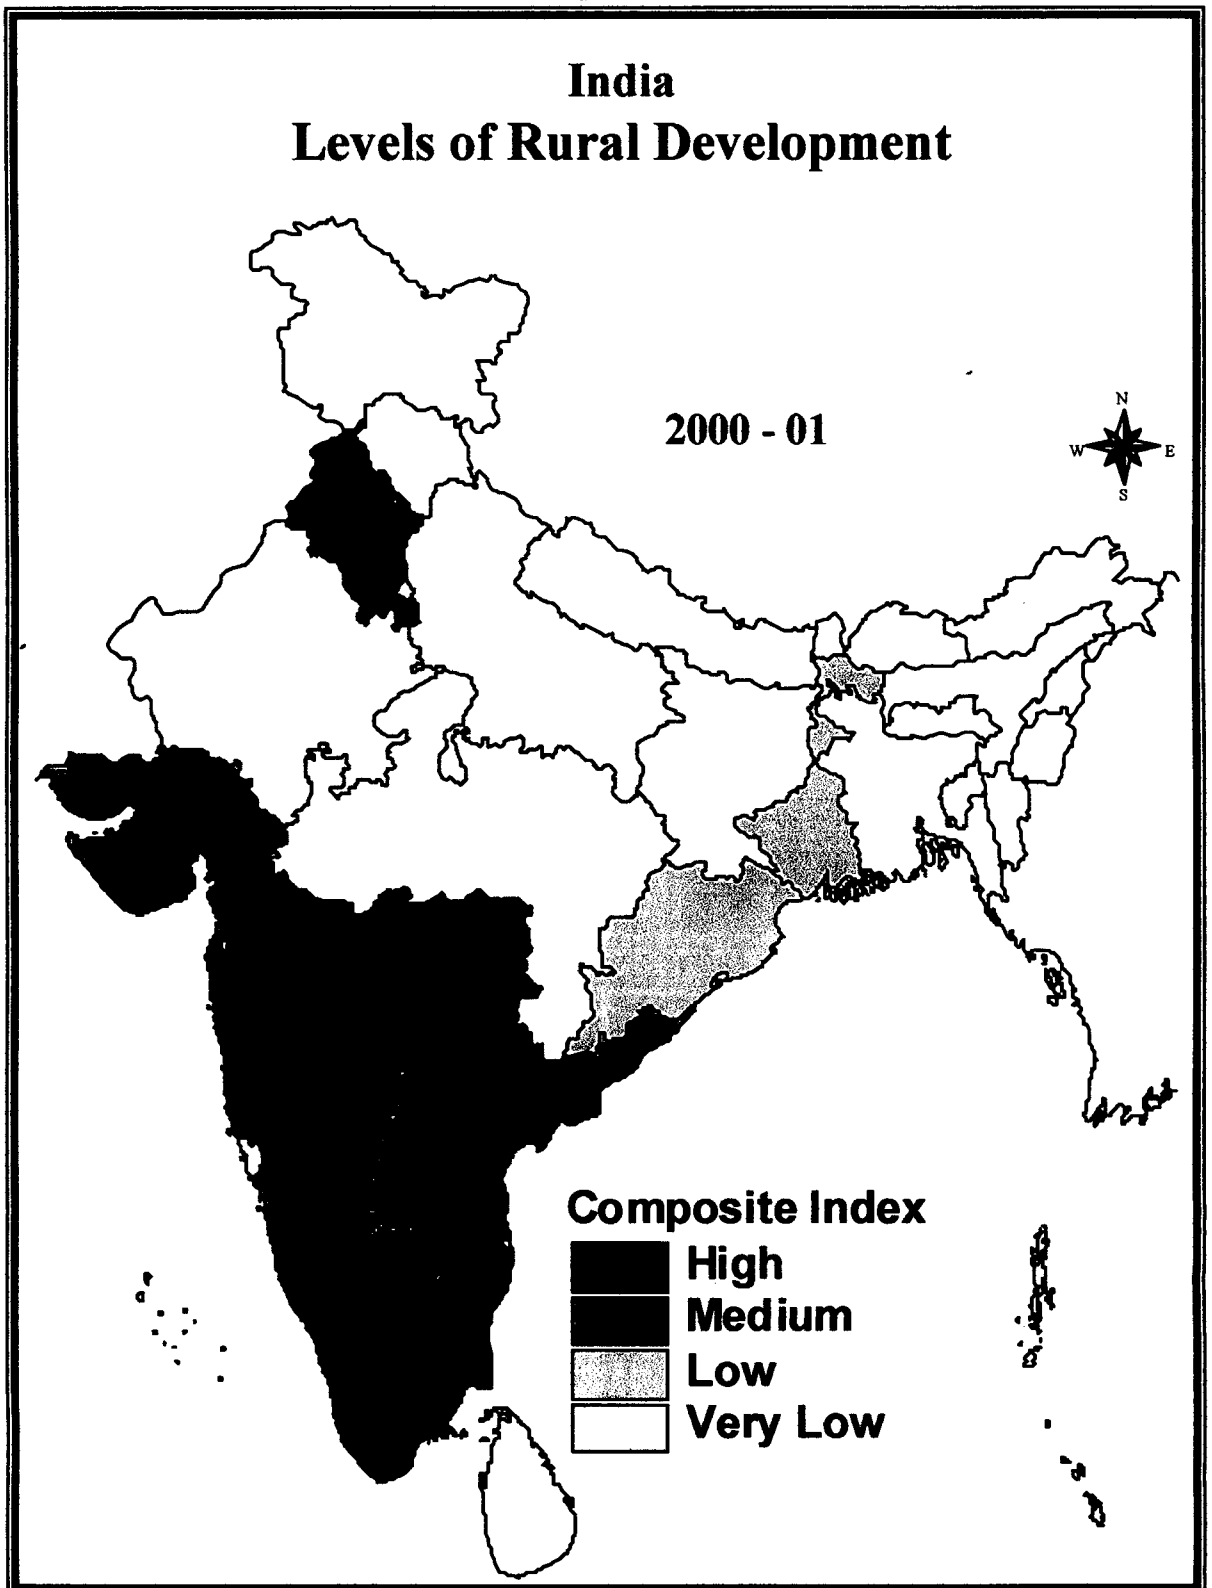 India
Levels of Rural Development
2000 - 01
N
W E
S
Composite Index
High
Medium
Low
Very Low